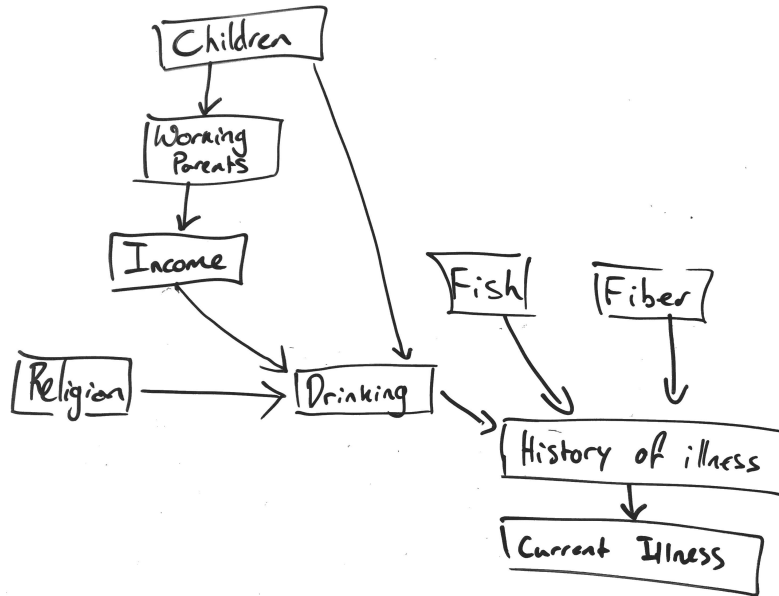 Children
Working
Parents
Income
Fish
Fiber
Religion
Drinking
History of illness
Current Illness